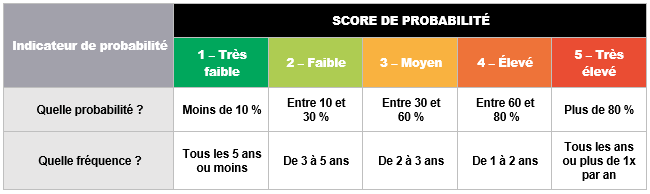 SCORE DE PROBABILITÉ
Indicateur de probabilité
1 – Très
faible
2 – Faible
3 – Moyen
4 – Élevé
5 – Très
élevé
Quelle probabilité ?
Moins de 10 %
Entre 10 et
30 %
Entre 30 et
60 %
Entre 60 et
80 %
Plus de 80 %
Quelle fréquence ?
Tous les 5 ans
ou moins
De 3 à 5 ans
De 2 à 3 ans
De 1 à 2 ans
Tous les ans
ou plus de 1x
par an